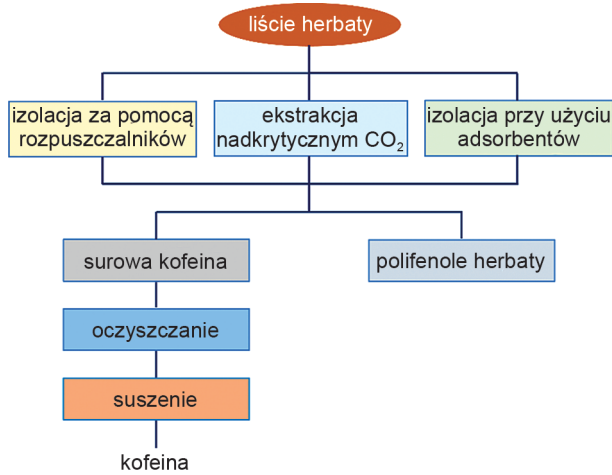 liście herbaty
izolacja za pomocą
rozpuszczalników
ekstrakcja
nadkrytycznym CO₂
izolacja przy użyciu
adsorbentów
surowa kofeina
polifenole herbaty
oczyszczanie
suszenie
kofeina